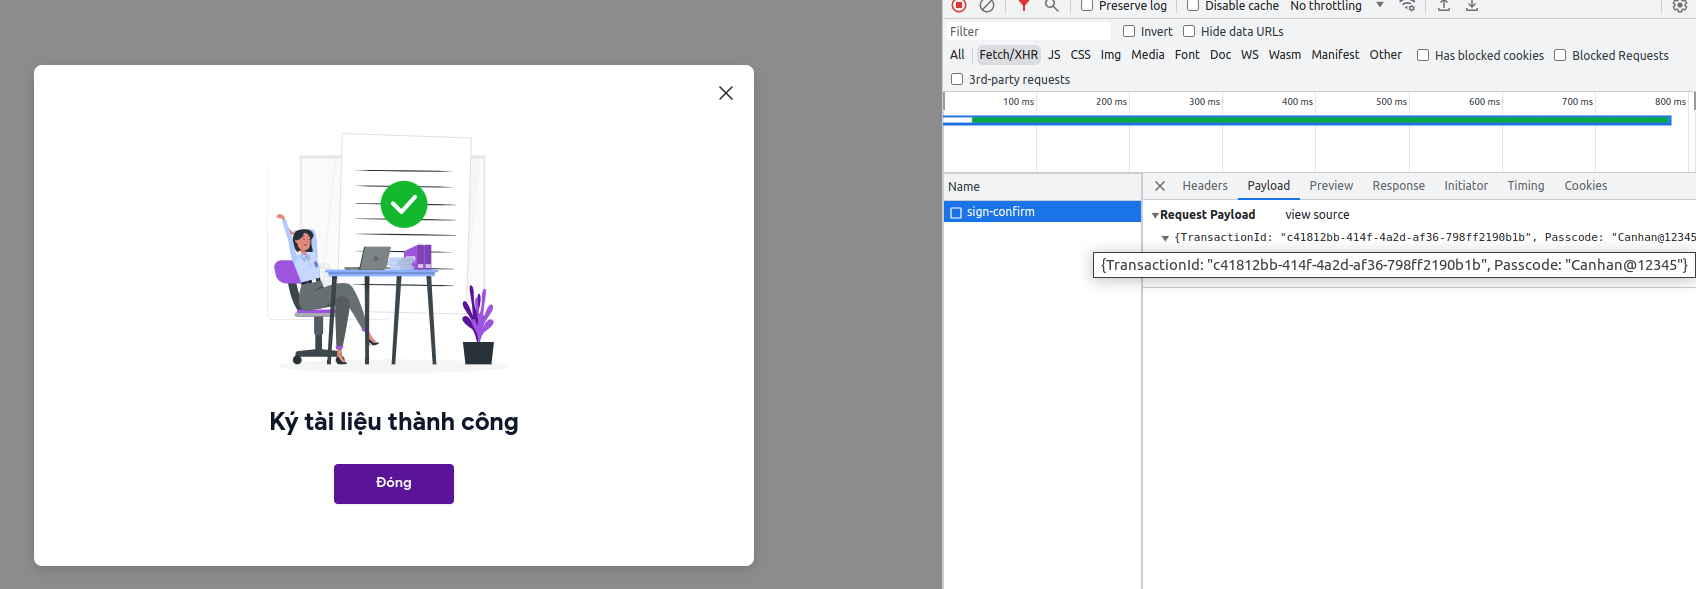 Ký tài liệu thành công
Đóng
Preserve log Disable cache No throttling
Filter Invert Hide data URLs
All Fetch/XHR JS CSS Img Media Font Doc WS Wasm Manifest Other Has blocked cookies Blocked Requests
3rd-party requests
100 ms 200 ms 300 ms 400 ms 500 ms 600 ms 700 ms 800 ms
Name
sign-confirm
Headers Payload Preview Response Initiator Timing Cookies
Request Payload view source
{TransactionId: "c41812bb-414f-4a2d-af36-798ff2190b1b", Passcode: "Canhan@12345
{TransactionId: "c41812bb-414f-4a2d-af36-798ff2190b1b", Passcode: "Canhan@12345"}